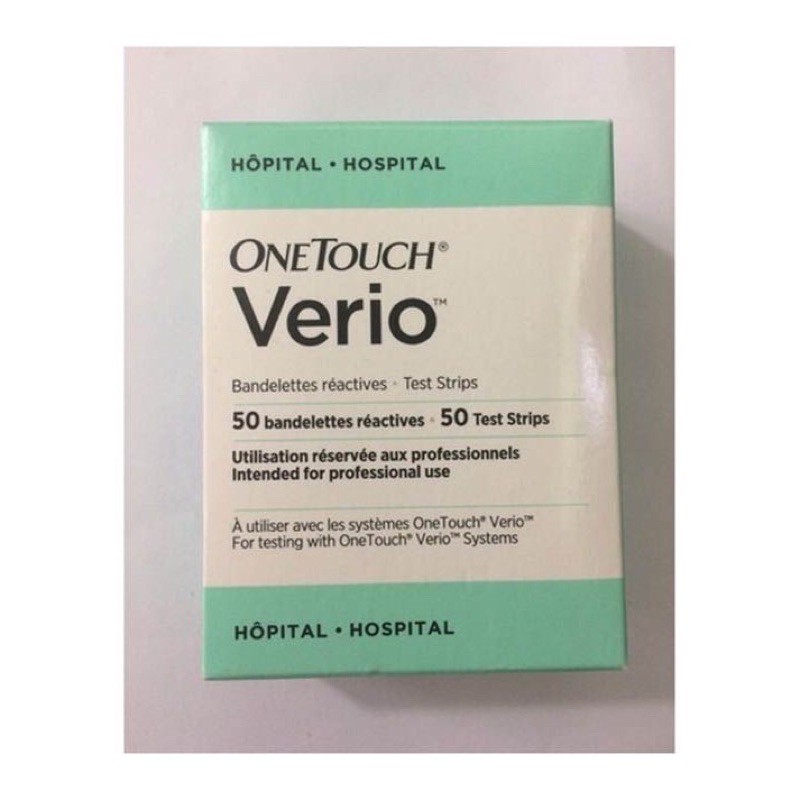 HÔPITAL • HOSPITAL
ONETOUCH®
Verio™
Bandelettes réactives • Test Strips
50 bandelettes réactives • 50 Test Strips
Utilisation réservée aux professionnels
Intended for professional use
À utiliser avec les systèmes OneTouch® Verio™
For testing with OneTouch® Verio™ Systems
HÔPITAL • HOSPITAL